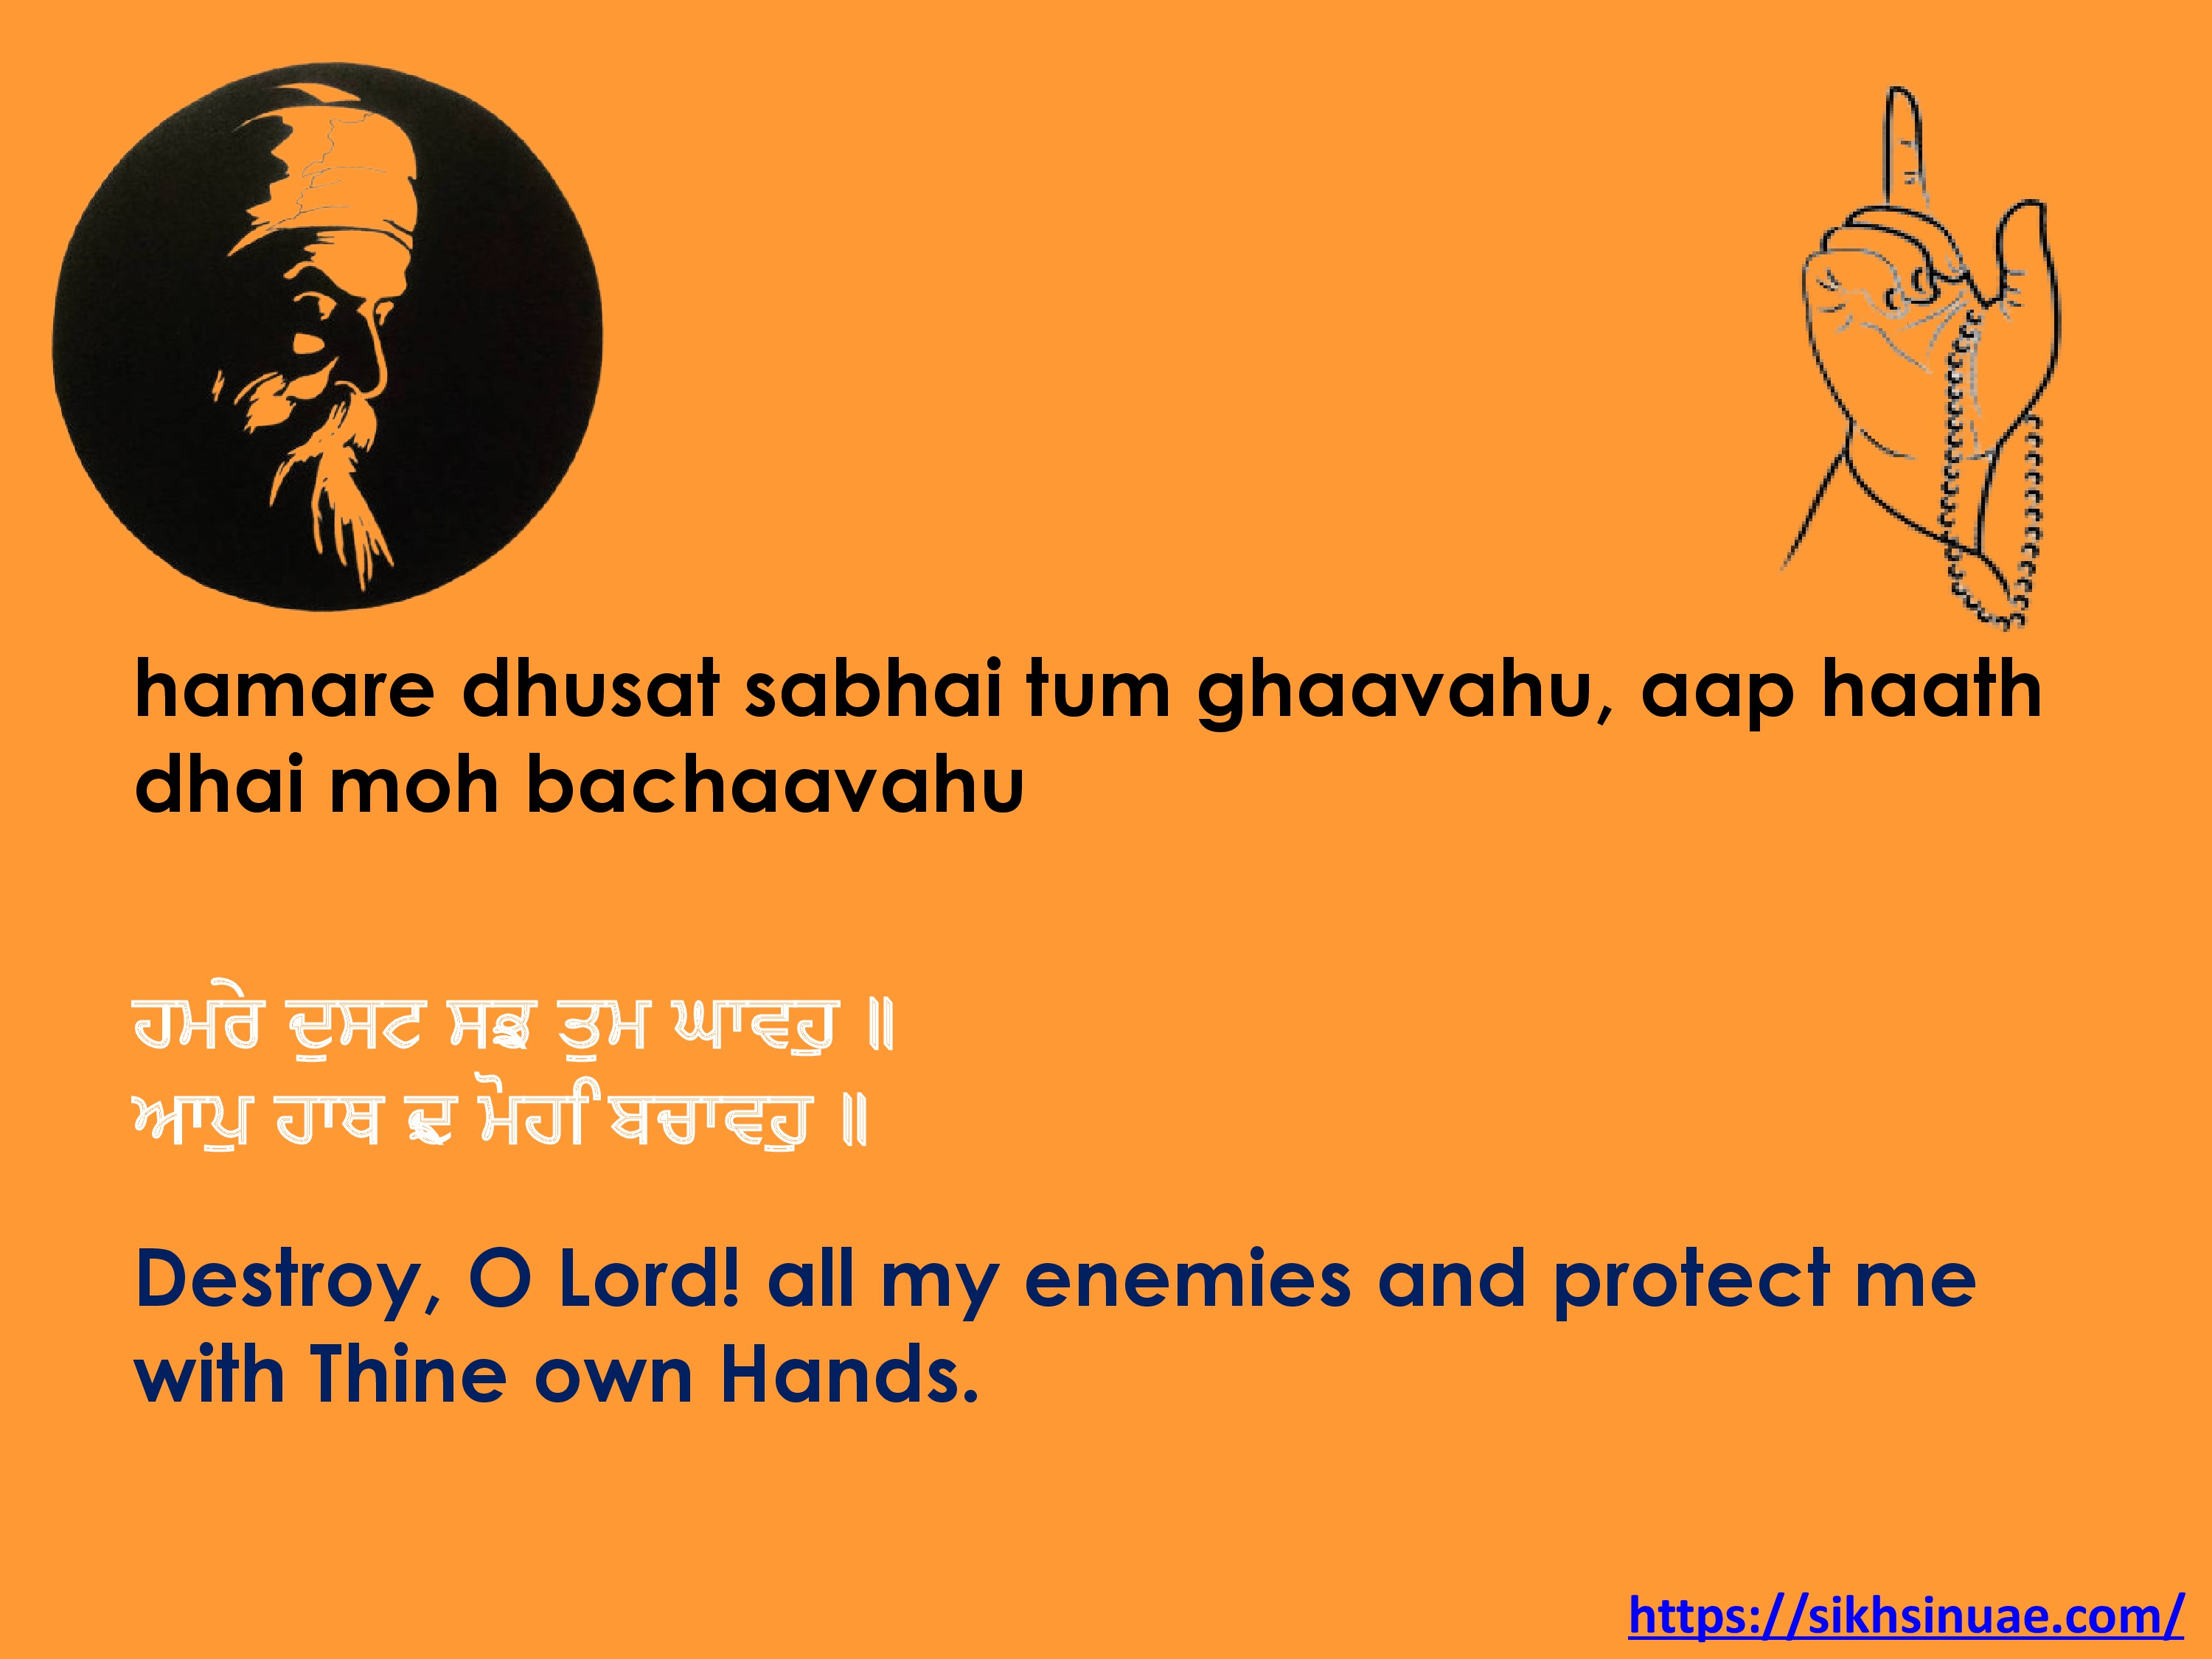 hamare dhusat sabhai tum ghaavahu, aap haath
dhai moh bachaavahu
ਹਮਰੇ ਦੁਸਟ ਸਭੈ ਤੁਮ ਘਾਵਹੁ ॥
ਆਪੁ ਹਾਥ ਦੈ ਮੋਹਿ ਬਚਾਵਹੁ ॥
Destroy, O Lord! all my enemies and protect me
with Thine own Hands.
https://sikhsinuae.com/